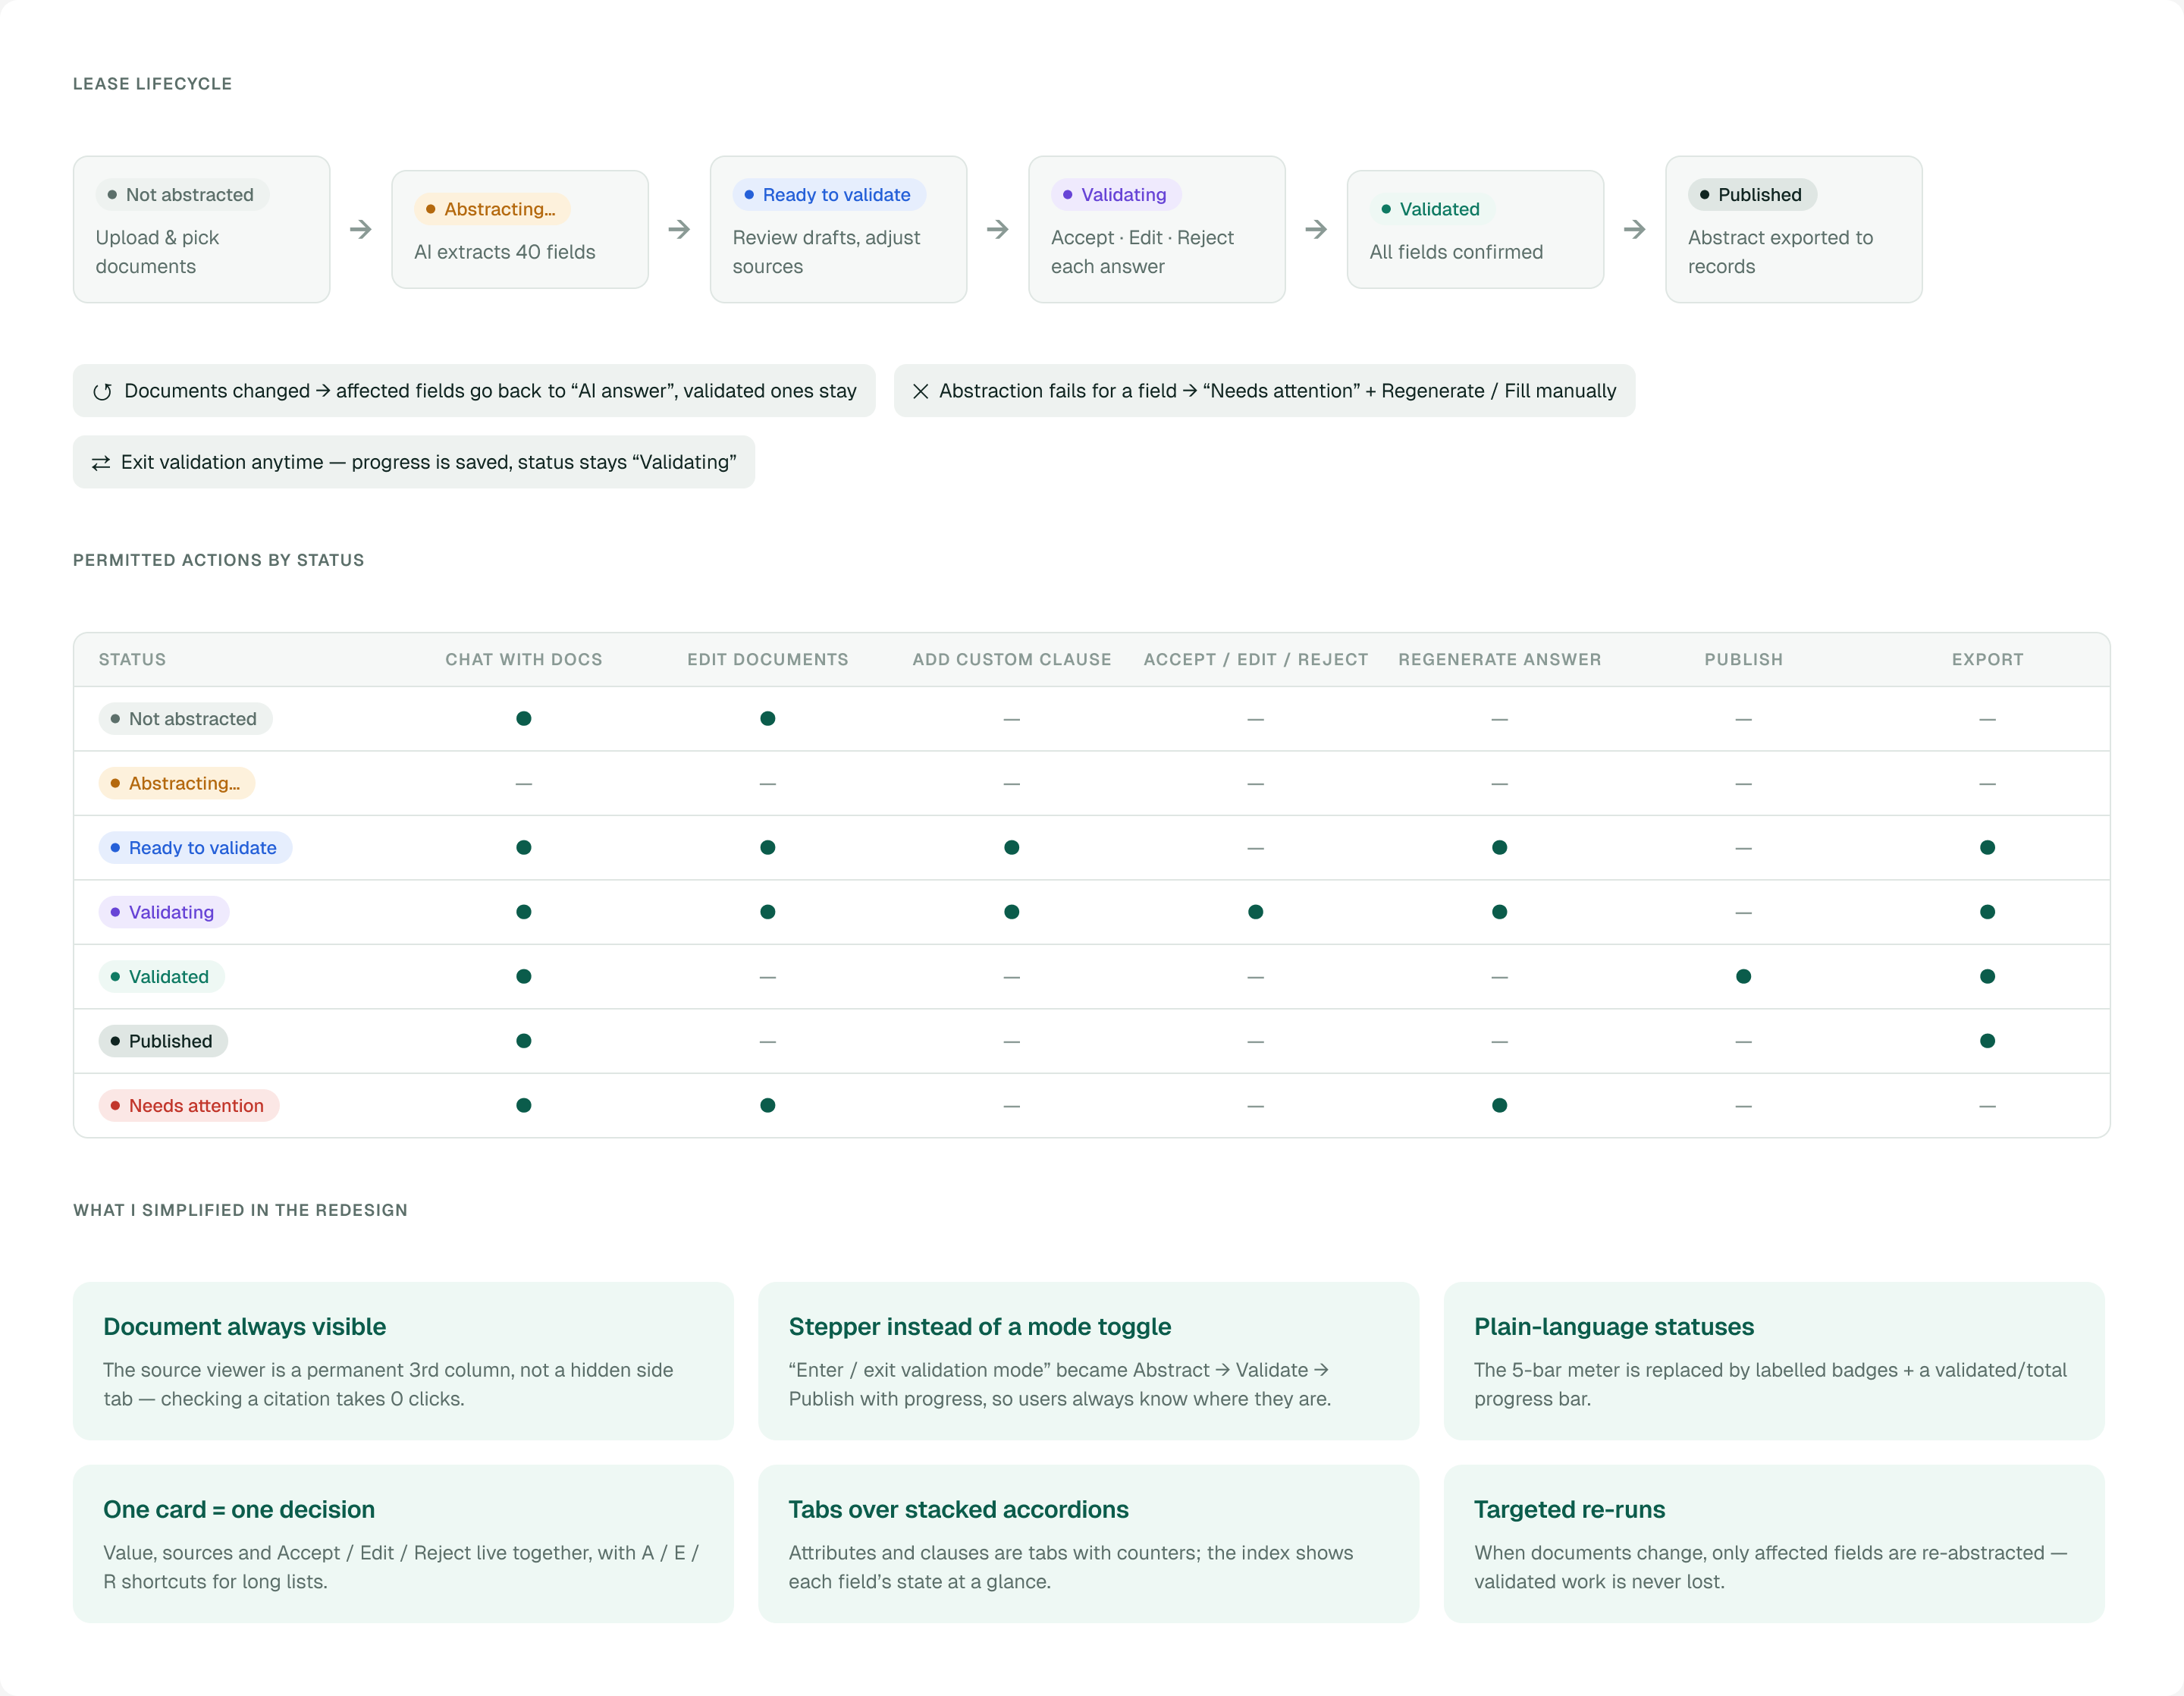 LEASE LIFECYCLE
Not abstracted
Upload & pick
documents
→
Abstracting...
AI extracts 40 fields
→
Ready to validate
Review drafts, adjust
sources
→
Validating
Accept · Edit · Reject
each answer
→
Validated
All fields confirmed
→
Published
Abstract exported to
records
Documents changed → affected fields go back to “AI answer”, validated ones stay
Abstraction fails for a field → “Needs attention” + Regenerate / Fill manually
Exit validation anytime — progress is saved, status stays “Validating”
PERMITTED ACTIONS BY STATUS
STATUS CHAT WITH DOCS EDIT DOCUMENTS ADD CUSTOM CLAUSE ACCEPT / EDIT / REJECT REGENERATE ANSWER PUBLISH EXPORT
Not abstracted ● ● — — — — —
Abstracting... — — — — — — —
Ready to validate ● ● ● — ● — ●
Validating ● ● ● ● ● — ●
Validated ● — — — — ● ●
Published ● — — — — — ●
Needs attention ● ● — — ● — —
WHAT I SIMPLIFIED IN THE REDESIGN
Document always visible
The source viewer is a permanent 3rd column, not a hidden side
tab — checking a citation takes 0 clicks.
Stepper instead of a mode toggle
“Enter / exit validation mode” became Abstract → Validate →
Publish with progress, so users always know where they are.
Plain-language statuses
The 5-bar meter is replaced by labelled badges + a validated/total
progress bar.
One card = one decision
Value, sources and Accept / Edit / Reject live together, with A / E /
R shortcuts for long lists.
Tabs over stacked accordions
Attributes and clauses are tabs with counters; the index shows
each field’s state at a glance.
Targeted re-runs
When documents change, only affected fields are re-abstracted —
validated work is never lost.